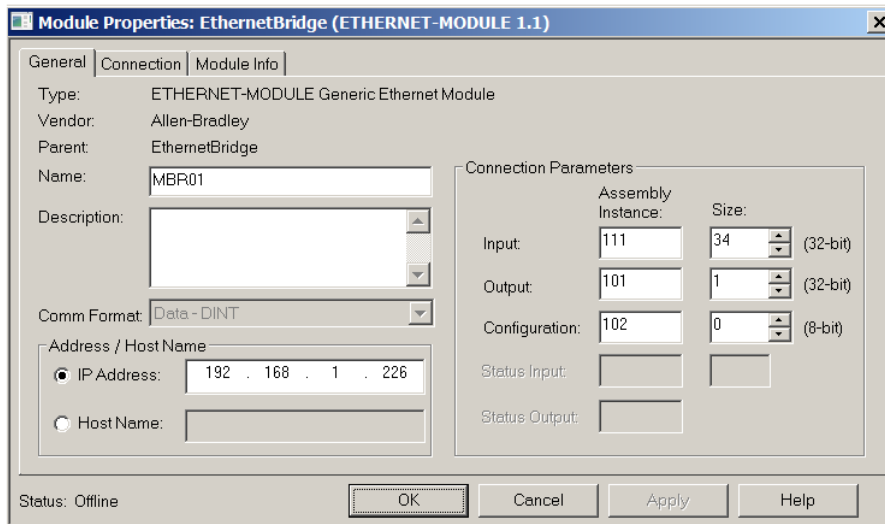 Module Properties: EthernetBridge (ETHERNET-MODULE 1.1)
General Connection Module Info
Type: ETHERNET-MODULE Generic Ethernet Module
Vendor: Allen-Bradley
Parent: EthernetBridge
Name: MBR01
Description:
Comm Format: Data - DINT
Address / Host Name
IP Address: 192 . 168 . 1 . 226
Host Name:
Connection Parameters
Assembly
Instance: Size:
Input: 111 34 (32-bit)
Output: 101 1 (32-bit)
Configuration: 102 0 (8-bit)
Status Input:
Status Output:
Status: Offline OK Cancel Apply Help